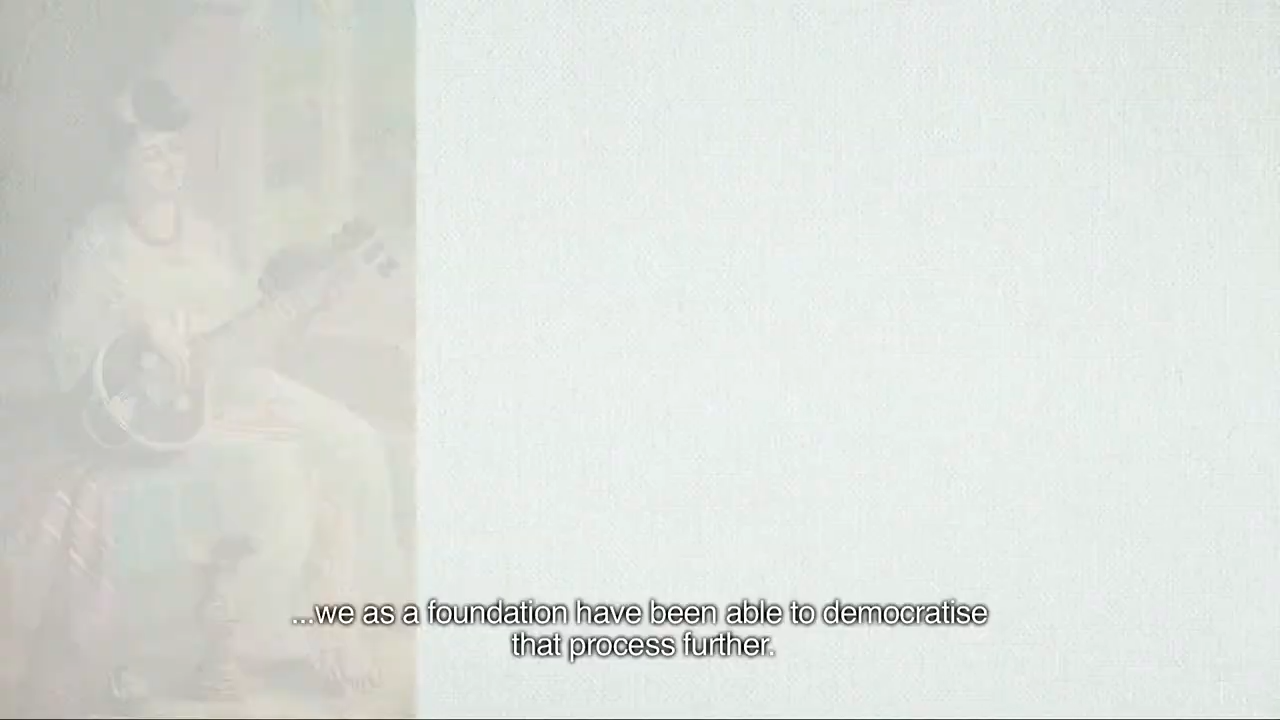 ...we as a foundation have been able to democratise
that process further.